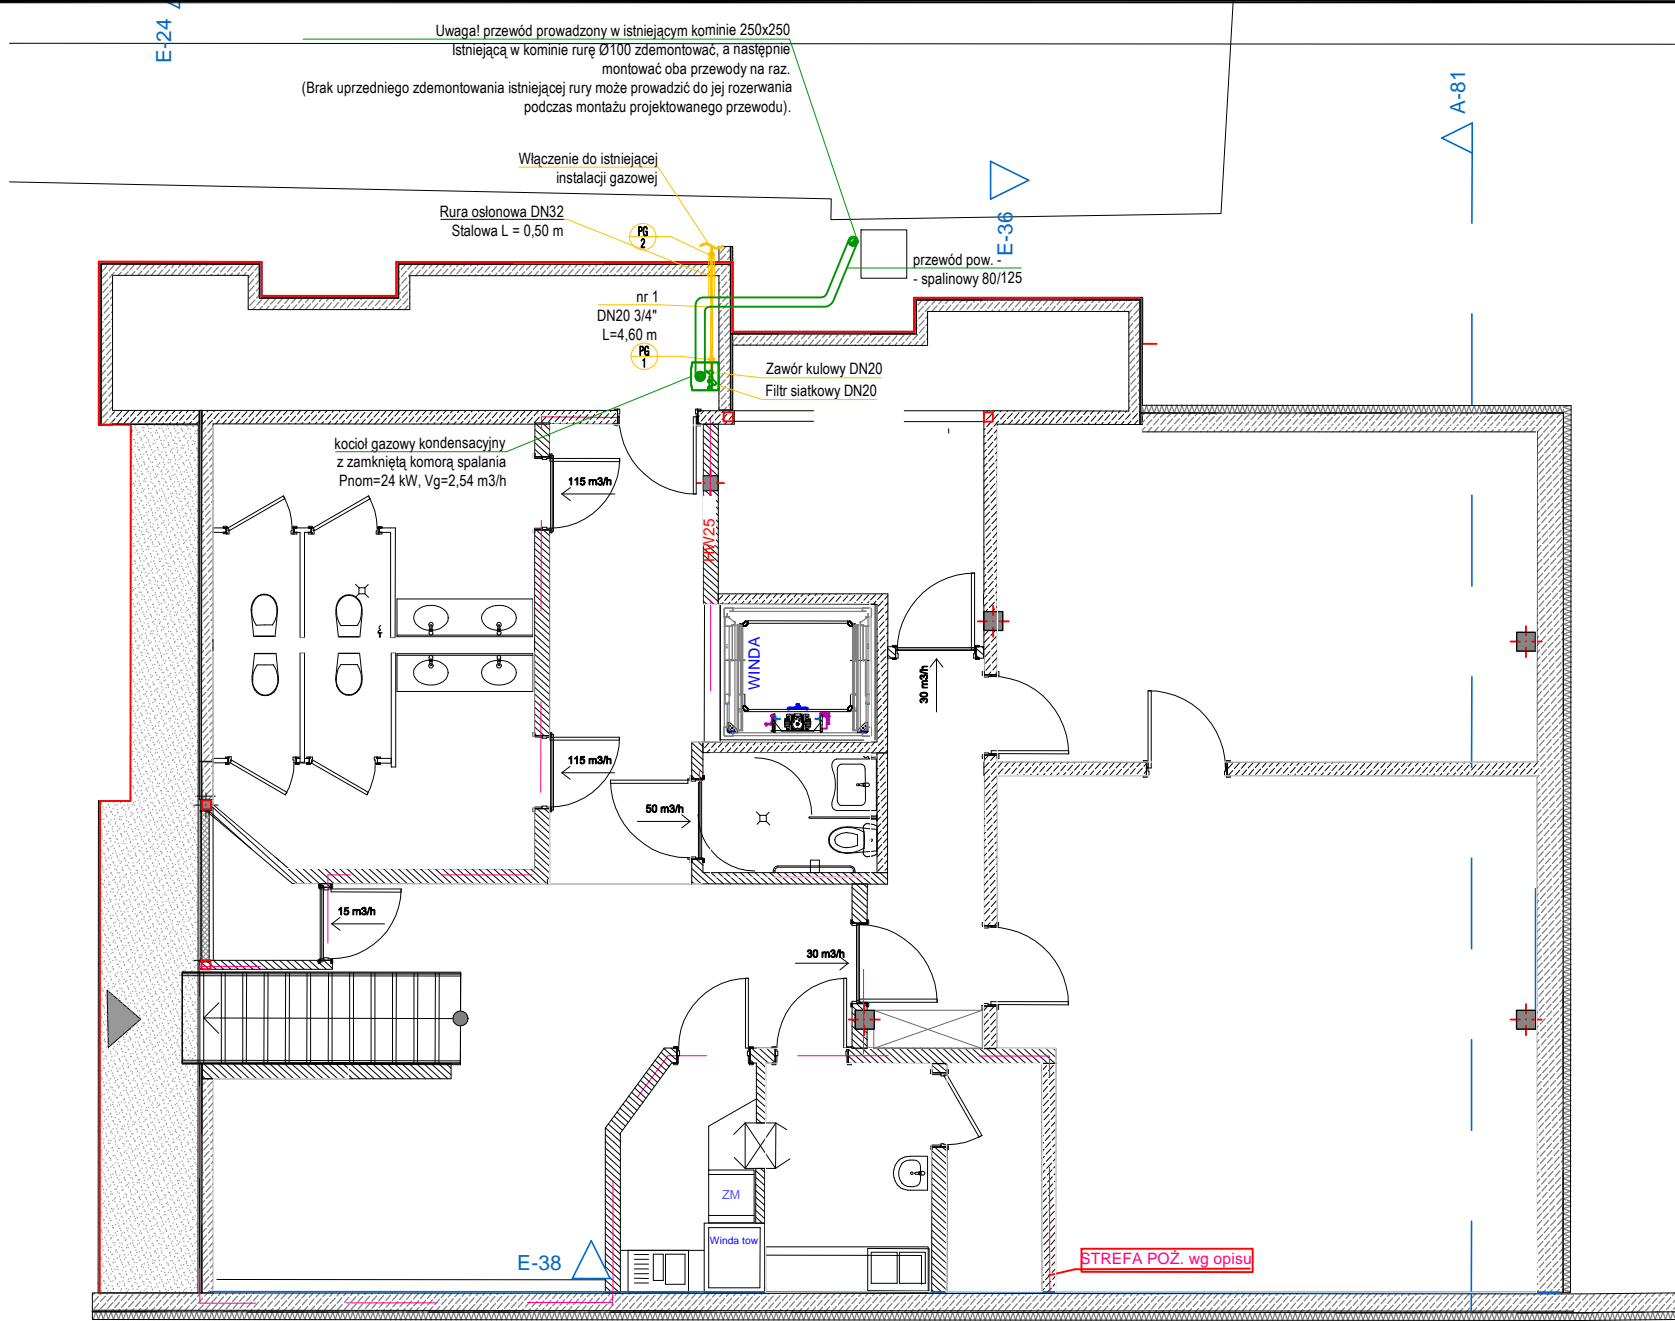 E-24
Uwaga! przewód prowadzony w istniejącym kominie 250x250
Istniejącą w kominie rurę Ø100 zdemontować, a następnie
montować oba przewody na raz.
(Brak uprzedniego zdemontowania istniejącej rury może prowadzić do jej rozerwania
podczas montażu projektowanego przewodu).
A-81
Włączenie do istniejącej
instalacji gazowej
Rura osłonowa DN32
Stalowa L = 0,50 m
PG
2
E-36
przewód pow. -
- spalinowy 80/125
nr 1
DN20 3/4"
L=4,60 m
PG
1
Zawór kulowy DN20
Filtr siatkowy DN20
kocioł gazowy kondensacyjny
z zamkniętą komorą spalania
Pnom=24 kW, Vg=2,54 m3/h
115 m3/h
HW25
WINDA
30 m3/h
115 m3/h
50 m3/h
15 m3/h
30 m3/h
ZM
Winda tow
E-38
STREFA POŻ. wg opisu